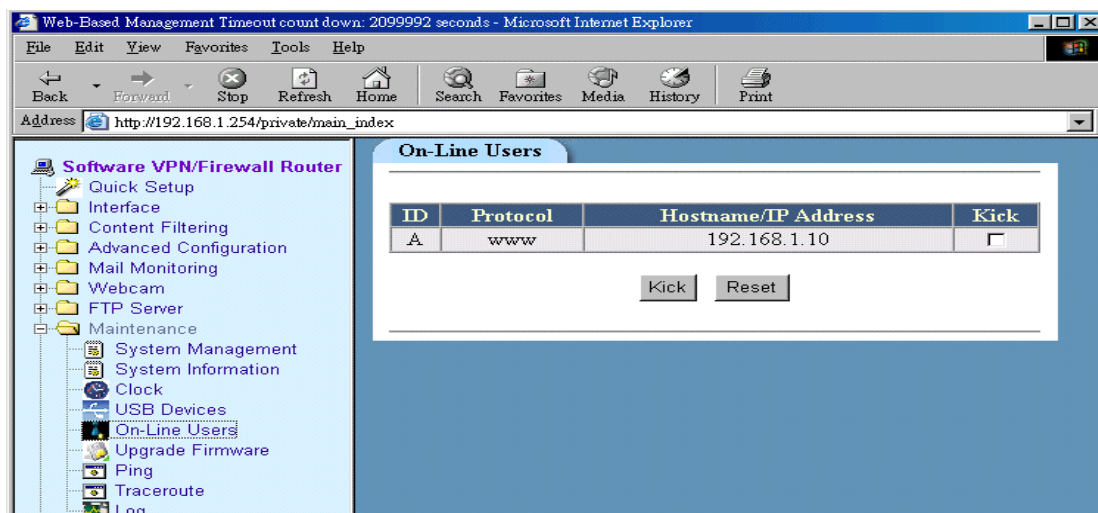 Web-Based Management Timeout count down: 2099992 seconds - Microsoft Internet Explorer
File Edit View Favorites Tools Help
Back Forward Stop Refresh Home Search Favorites Media History Print
Address http://192.168.1.254/private/main_index
Software VPN/Firewall Router
Quick Setup
Interface
Content Filtering
Advanced Configuration
Mail Monitoring
Webcam
FTP Server
Maintenance
System Management
System Information
Clock
USB Devices
On-Line Users
Upgrade Firmware
Ping
Traceroute
Log
On-Line Users
ID Protocol Hostname/IP Address Kick
A www 192.168.1.10
Kick Reset